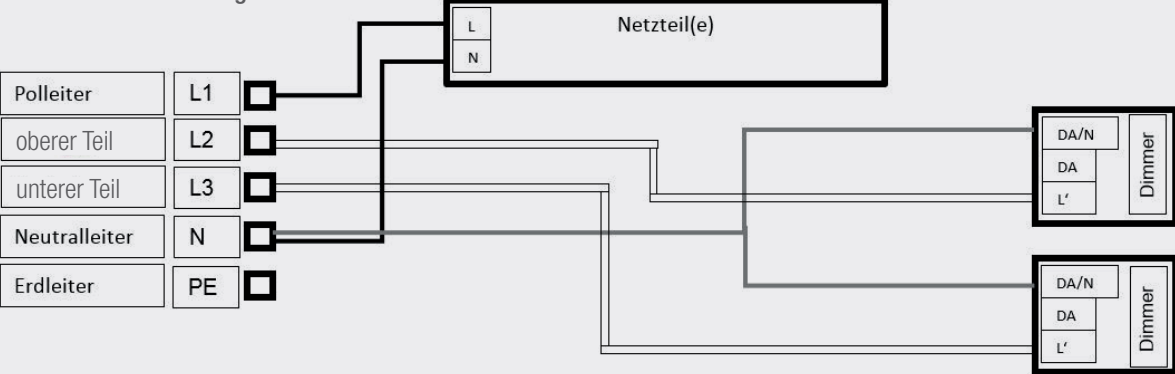 L Netzteil(e)
N
Polleiter L1
oberer Teil L2
unterer Teil L3
Neutralleiter N
Erdleiter PE
DA/N
DA
L‘
Dimmer
DA/N
DA
L‘
Dimmer